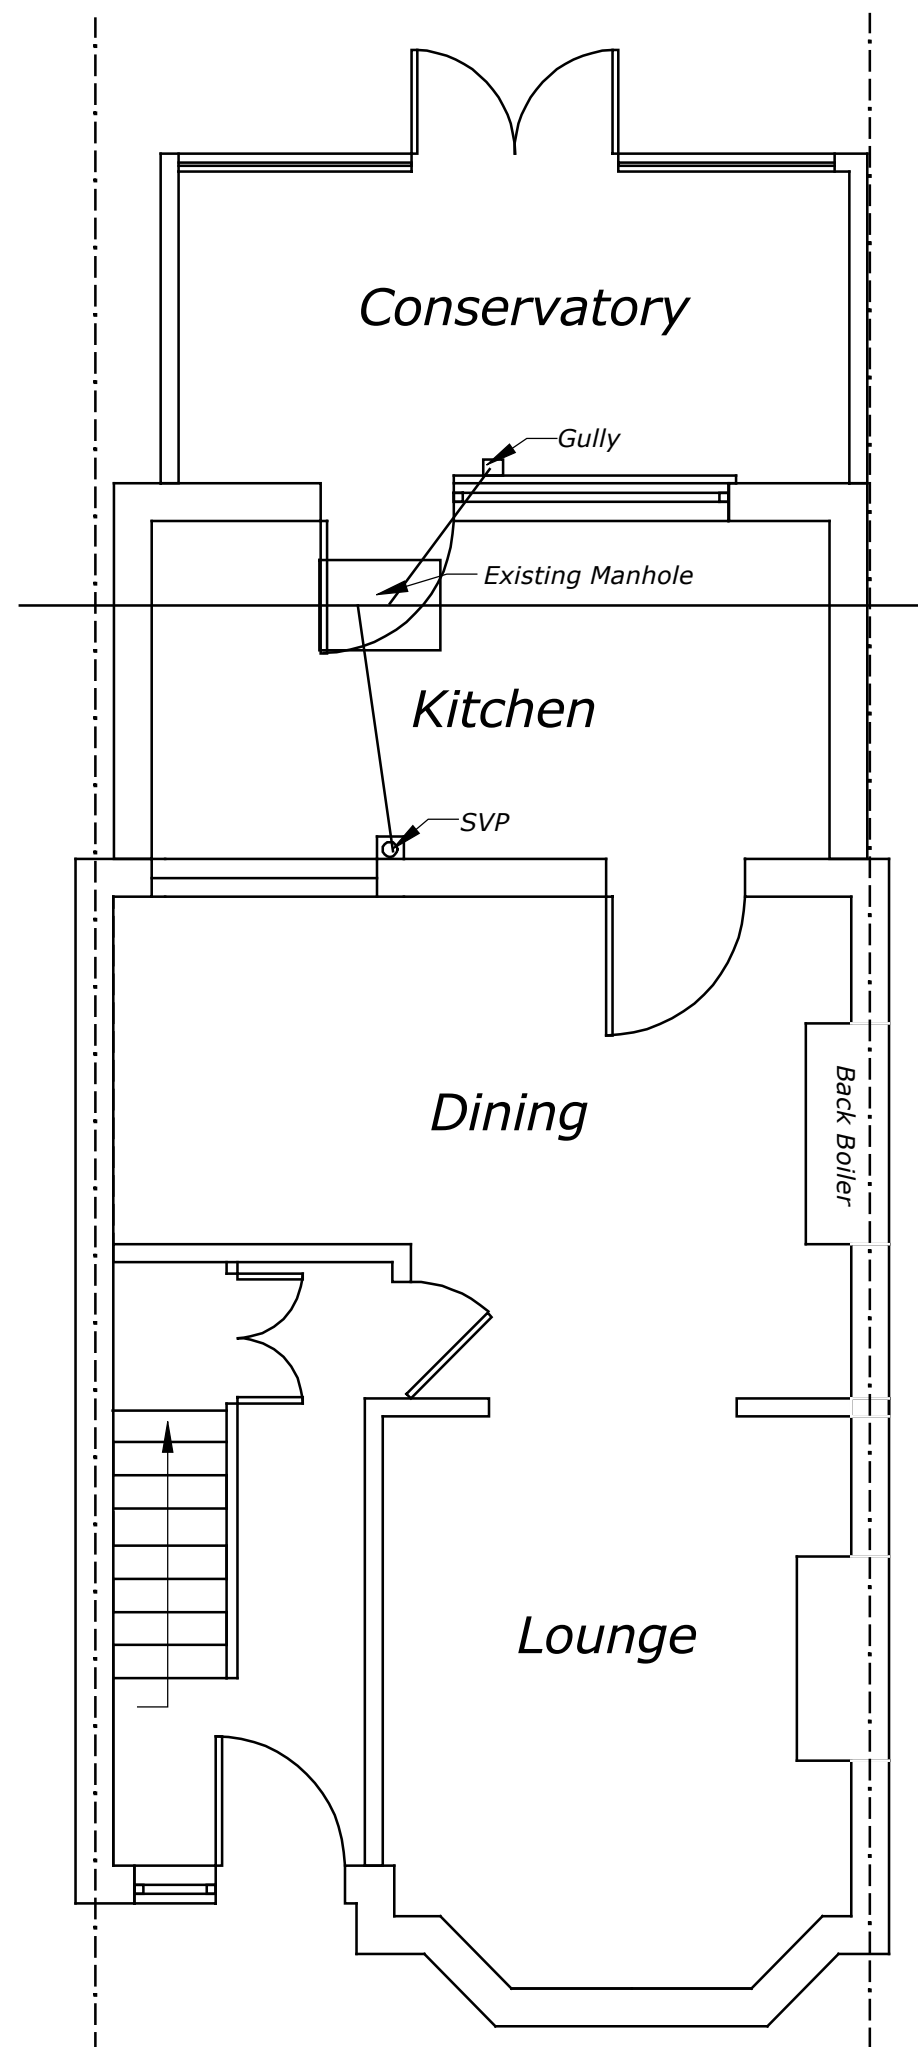 Conservatory
Gully
Existing Manhole
Kitchen
SVP
Dining
Back Boiler
Lounge